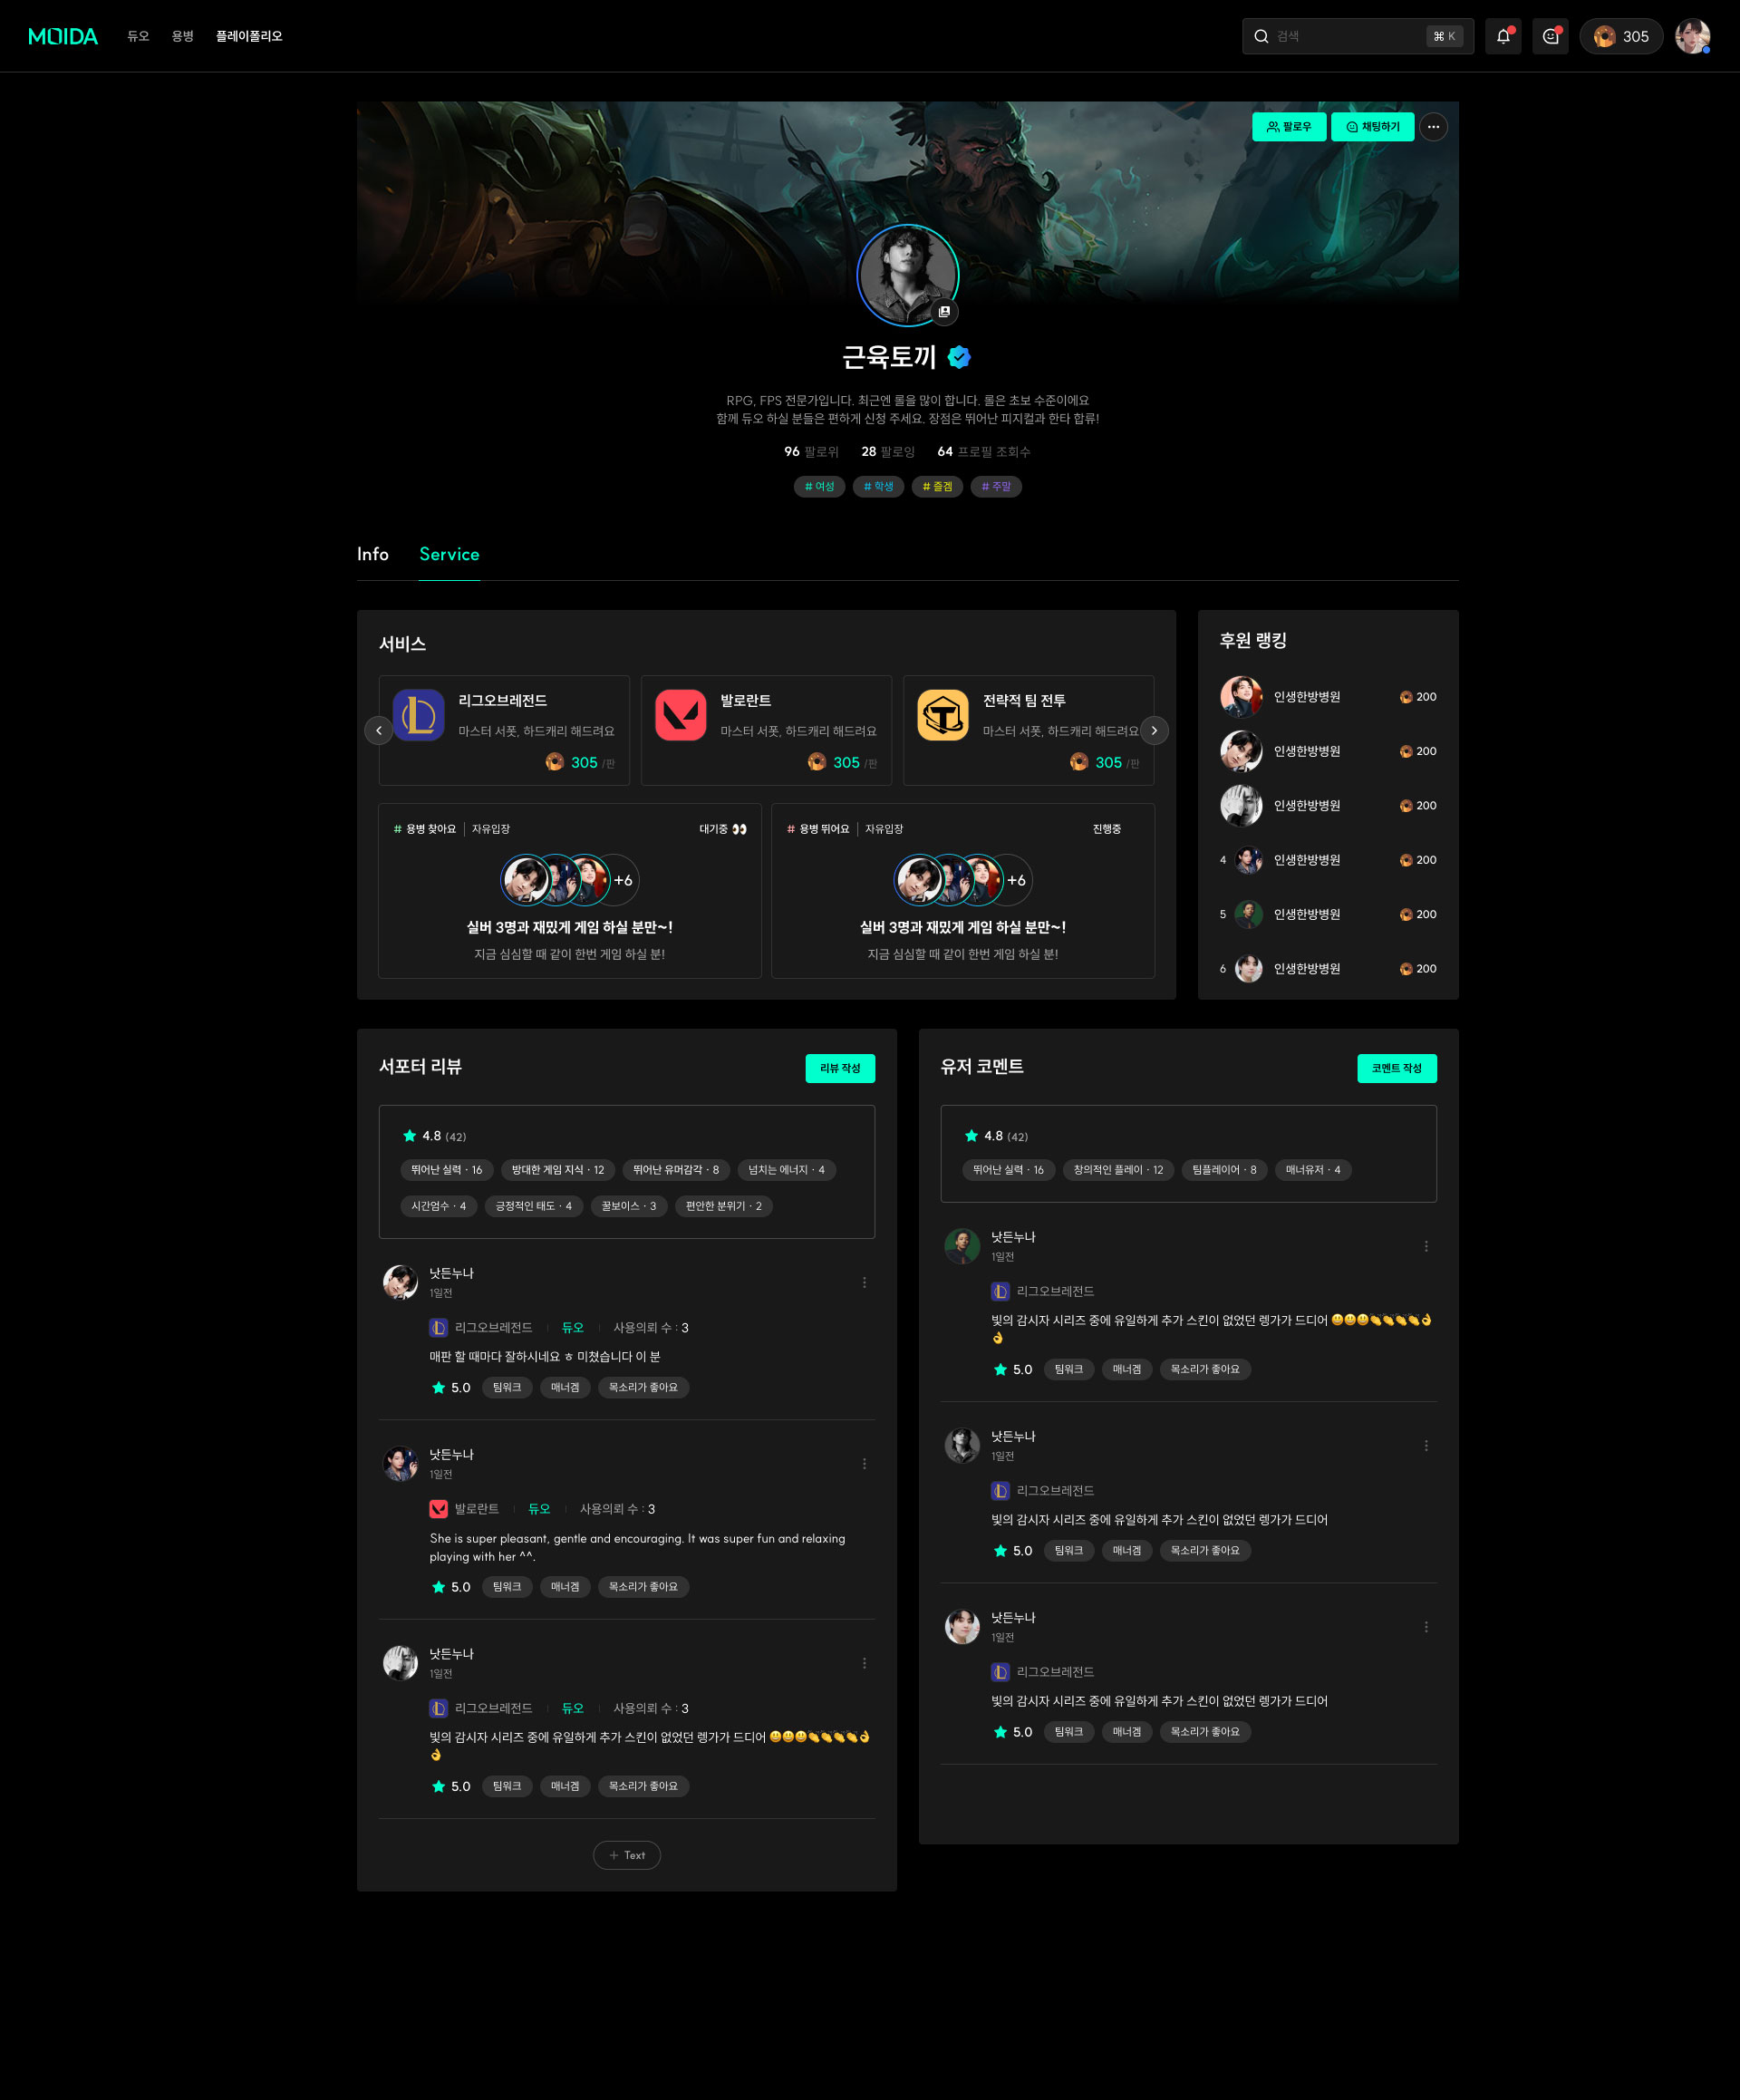 MOIDA 듀오 용병 플레이폴리오 검색 ⌘ K 305
팔로우 채팅하기
근육토끼
RPG, FPS 전문가입니다. 최근엔 롤을 많이 합니다. 롤은 초보 수준이에요
함께 듀오 하실 분들은 편하게 신청 주세요. 장점은 뛰어난 피지컬과 한타 합류!
96 팔로워 28 팔로잉 64 프로필 조회수
# 여성 # 학생 # 즐겜 # 주말
Info Service
서비스
리그오브레전드
마스터 서폿, 하드캐리 해드려요
305 /판
발로란트
마스터 서폿, 하드캐리 해드려요
305 /판
전략적 팀 전투
마스터 서폿, 하드캐리 해드려요
305 /판
# 용병 찾아요 자유입장 대기중 👀
+6
실버 3명과 재밌게 게임 하실 분만~!
지금 심심할 때 같이 한번 게임 하실 분!
# 용병 뛰어요 자유입장 진행중
+6
실버 3명과 재밌게 게임 하실 분만~!
지금 심심할 때 같이 한번 게임 하실 분!
후원 랭킹
인생한방병원 200
인생한방병원 200
인생한방병원 200
4 인생한방병원 200
5 인생한방병원 200
6 인생한방병원 200
서포터 리뷰 리뷰 작성
4.8 (42)
뛰어난 실력 · 16 방대한 게임 지식 · 12 뛰어난 유머감각 · 8 넘치는 에너지 · 4
시간엄수 · 4 긍정적인 태도 · 4 꿀보이스 · 3 편안한 분위기 · 2
낫든누나
1일전
리그오브레전드 듀오 사용의뢰 수 : 3
매판 할 때마다 잘하시네요 ㅎ 미쳤습니다 이 분
5.0 팀워크 매너겜 목소리가 좋아요
낫든누나
1일전
발로란트 듀오 사용의뢰 수 : 3
She is super pleasant, gentle and encouraging. It was super fun and relaxing
playing with her ^^.
5.0 팀워크 매너겜 목소리가 좋아요
낫든누나
1일전
리그오브레전드 듀오 사용의뢰 수 : 3
빛의 감시자 시리즈 중에 유일하게 추가 스킨이 없었던 렝가가 드디어 😃😃😃👏👏👏👏👌
👌
5.0 팀워크 매너겜 목소리가 좋아요
+ Text
유저 코멘트 코멘트 작성
4.8 (42)
뛰어난 실력 · 16 창의적인 플레이 · 12 팀플레이어 · 8 매너유저 · 4
낫든누나
1일전
리그오브레전드
빛의 감시자 시리즈 중에 유일하게 추가 스킨이 없었던 렝가가 드디어 😃😃😃👏👏👏👏👌
👌
5.0 팀워크 매너겜 목소리가 좋아요
낫든누나
1일전
리그오브레전드
빛의 감시자 시리즈 중에 유일하게 추가 스킨이 없었던 렝가가 드디어
5.0 팀워크 매너겜 목소리가 좋아요
낫든누나
1일전
리그오브레전드
빛의 감시자 시리즈 중에 유일하게 추가 스킨이 없었던 렝가가 드디어
5.0 팀워크 매너겜 목소리가 좋아요